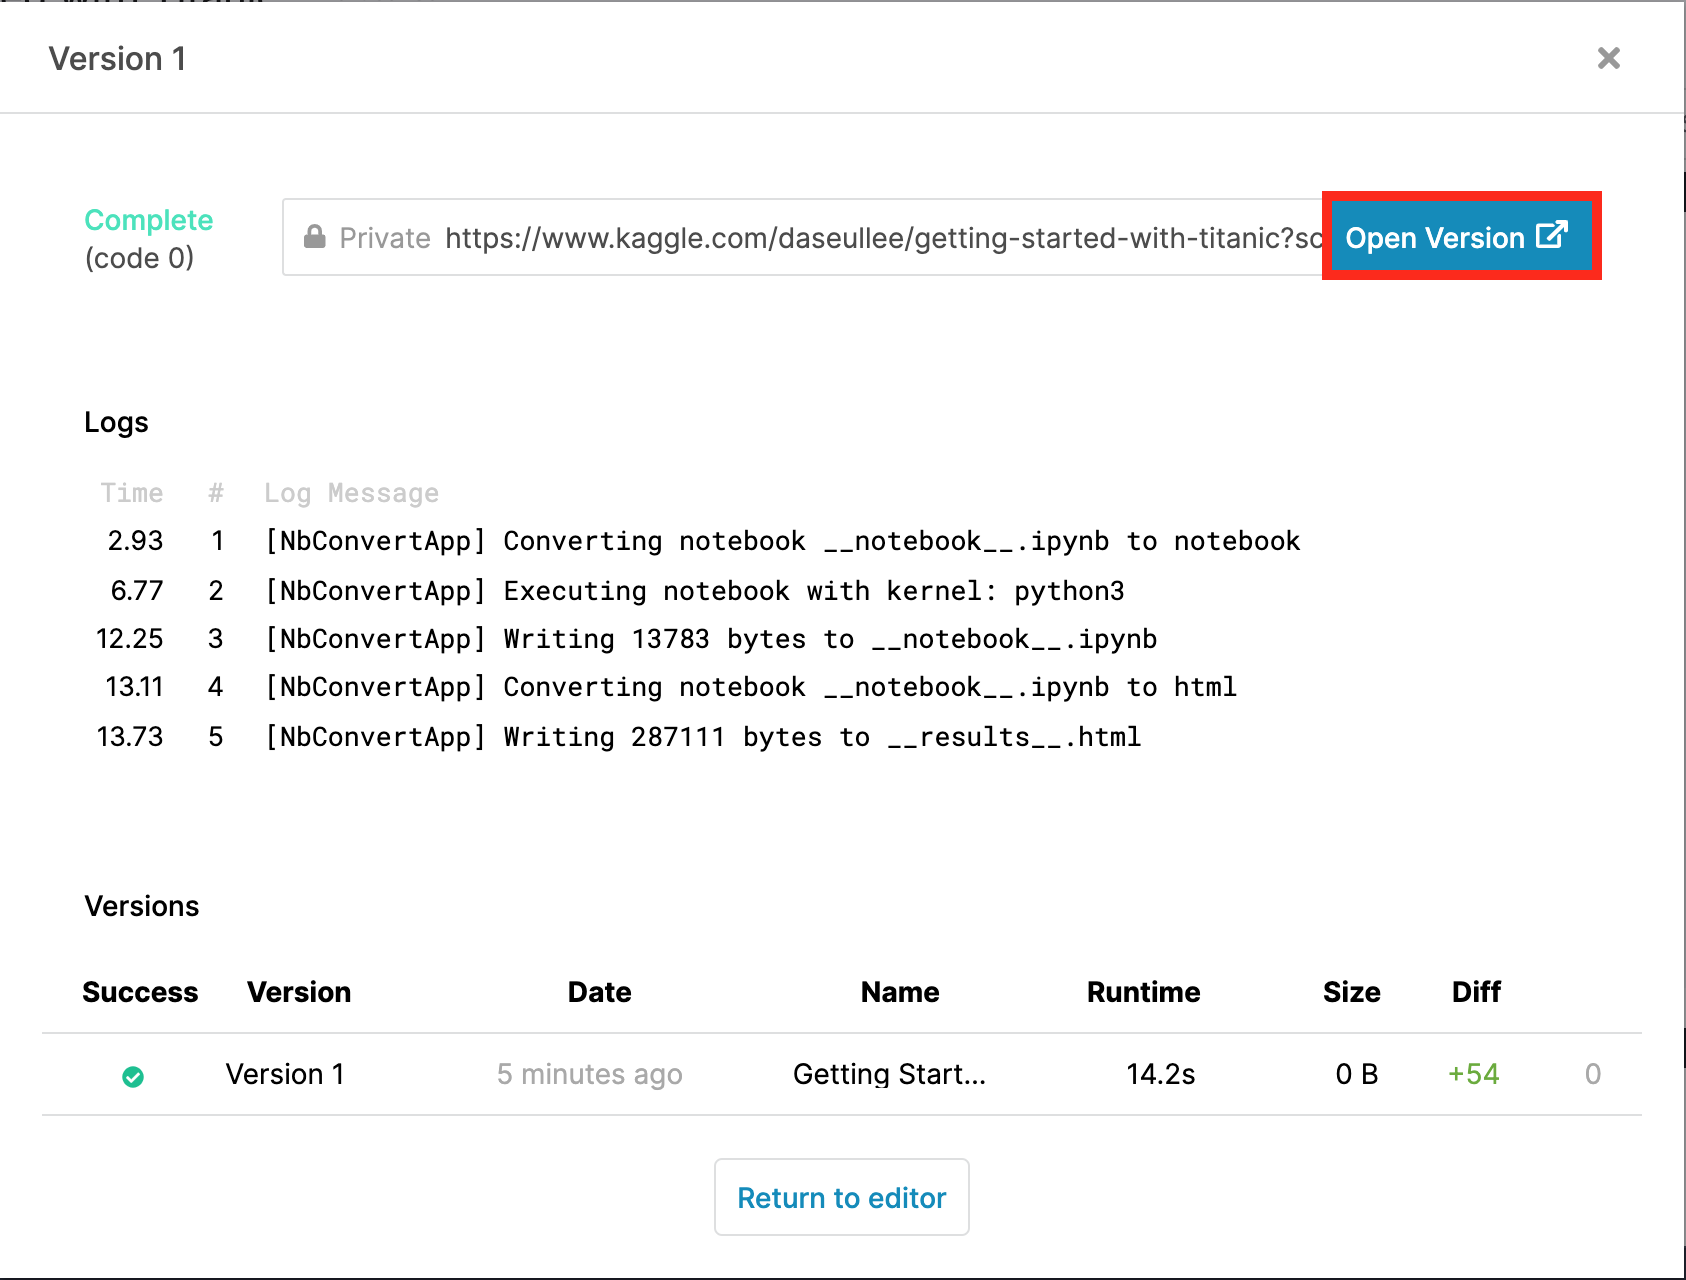 Version 1
Complete
(code 0)
Private https://www.kaggle.com/daseullee/getting-started-with-titanic?sc
Open Version
Logs
Time # Log Message
2.93 1 [NbConvertApp] Converting notebook __notebook__.ipynb to notebook
6.77 2 [NbConvertApp] Executing notebook with kernel: python3
12.25 3 [NbConvertApp] Writing 13783 bytes to __notebook__.ipynb
13.11 4 [NbConvertApp] Converting notebook __notebook__.ipynb to html
13.73 5 [NbConvertApp] Writing 287111 bytes to __results__.html
Versions
Success Version Date Name Runtime Size Diff
Version 1 5 minutes ago Getting Start... 14.2s 0 B +54 0
Return to editor